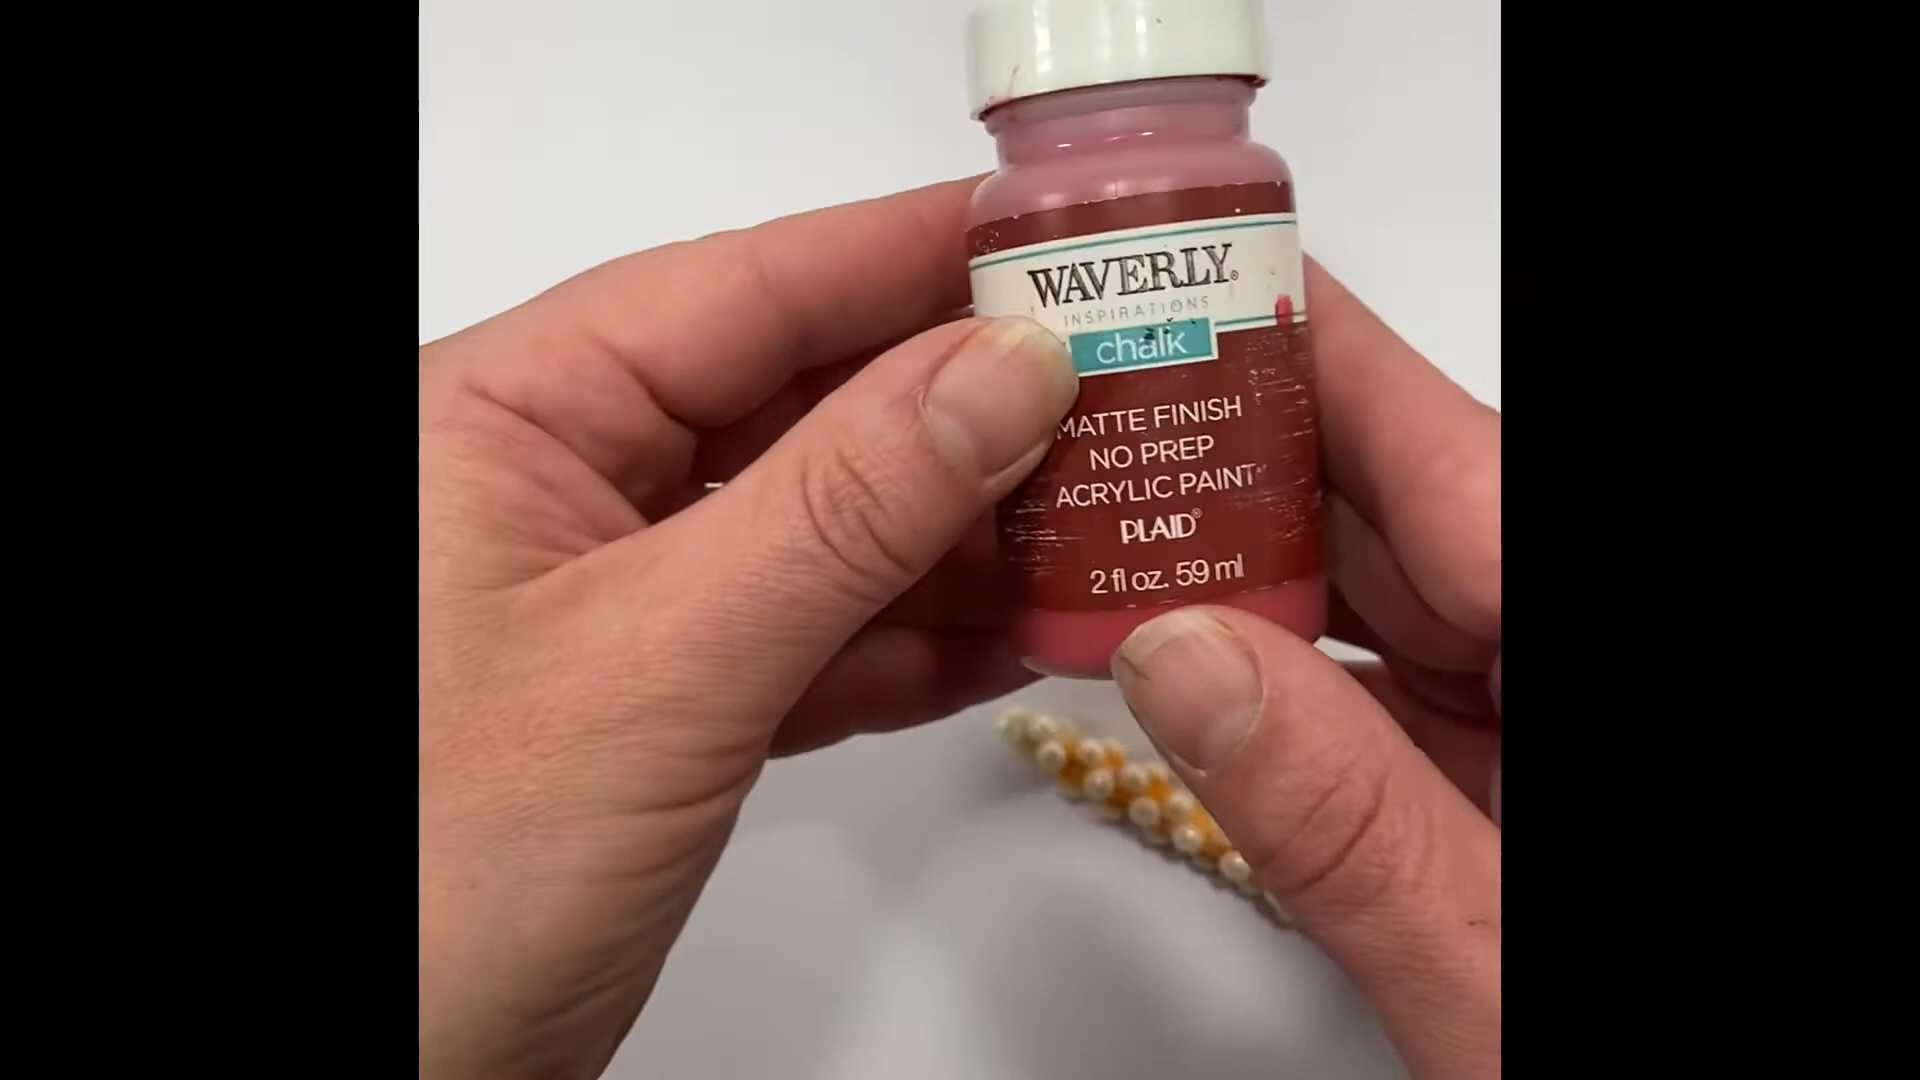 WAVERLY®
INSPIRATIONS
chalk
MATTE FINISH
NO PREP
ACRYLIC PAINT
PLAID®
2 fl oz. 59 ml